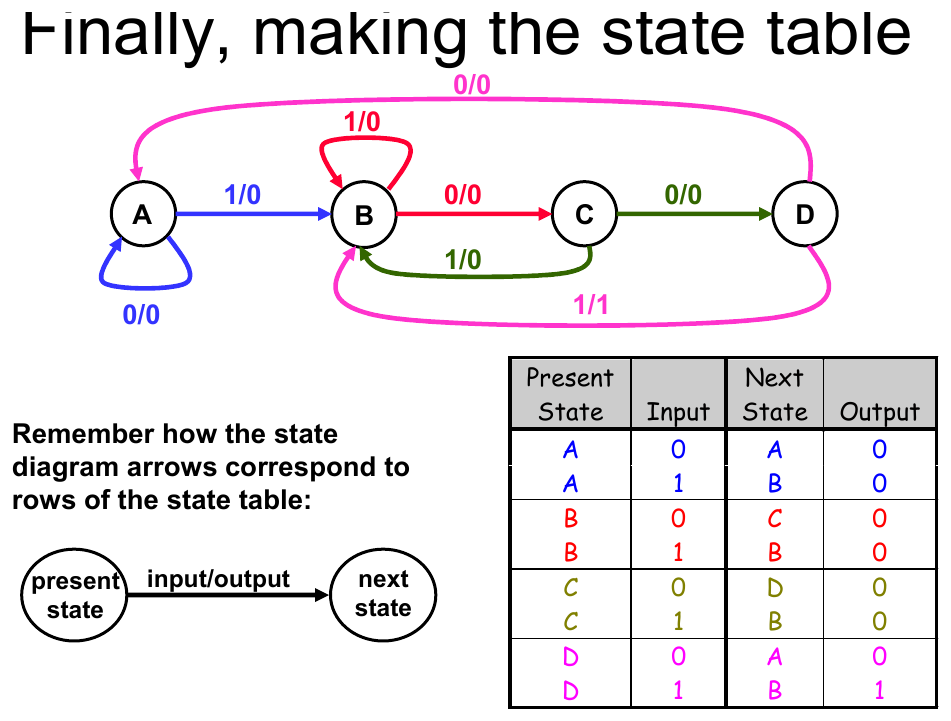 Finally, making the state table
0/0
1/0
A
1/0
B
0/0
C
0/0
D
1/0
0/0
1/1
Remember how the state
diagram arrows correspond to
rows of the state table:
present
state
input/output
next
state
Present Next
State Input State Output
A 0 A 0
A 1 B 0
B 0 C 0
B 1 B 0
C 0 D 0
C 1 B 0
D 0 A 0
D 1 B 1